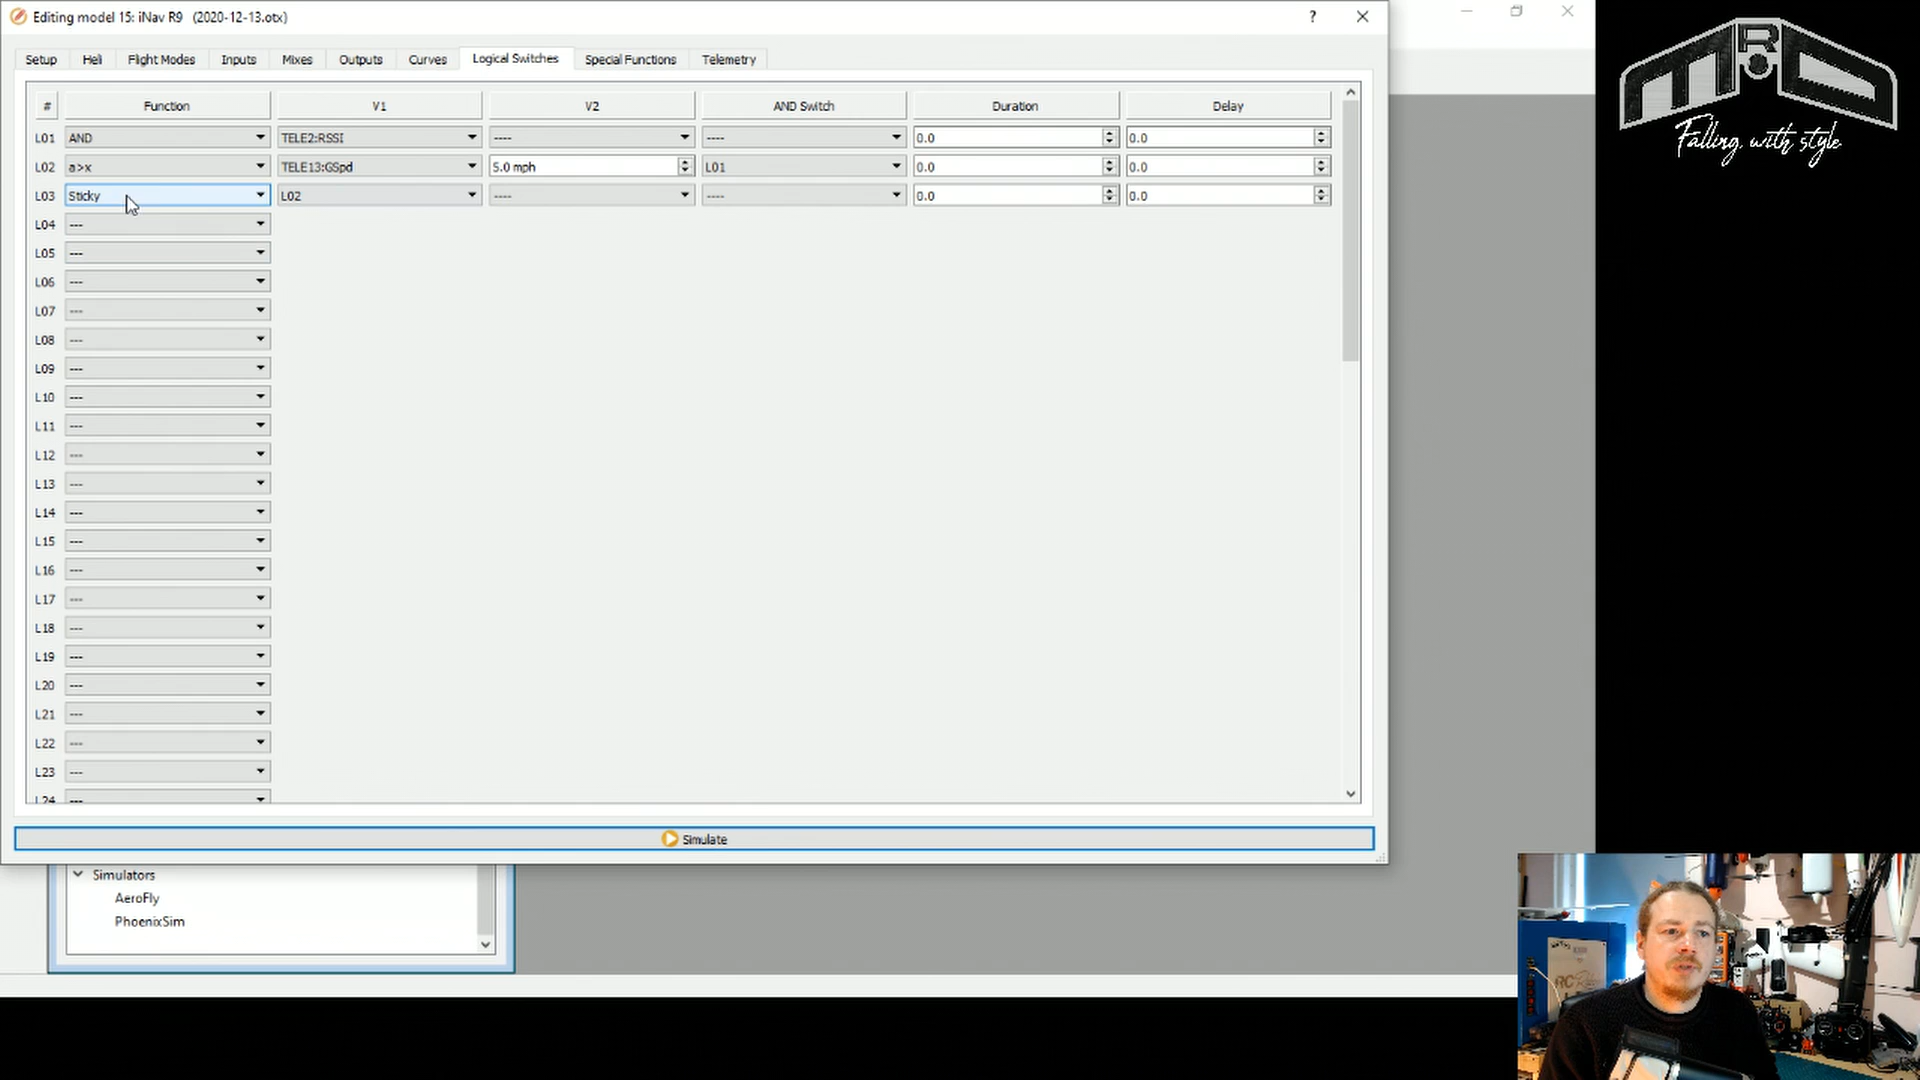 Editing model 15: iNav R9 (2020-12-13.otx)
?
Setup Heli Flight Modes Inputs Mixes Outputs Curves Logical Switches Special Functions Telemetry
# Function V1 V2 AND Switch Duration Delay
L01 AND TELE2:RSSI ---- ---- 0.0 0.0
L02 a>x TELE13:GSpd 5.0 mph L01 0.0 0.0
L03 Sticky L02 ---- ---- 0.0 0.0
L04 ---
L05 ---
L06 ---
L07 ---
L08 ---
L09 ---
L10 ---
L11 ---
L12 ---
L13 ---
L14 ---
L15 ---
L16 ---
L17 ---
L18 ---
L19 ---
L20 ---
L21 ---
L22 ---
L23 ---
L24 ---
Simulate
Simulators
AeroFly
PhoenixSim
MRD
Falling with style